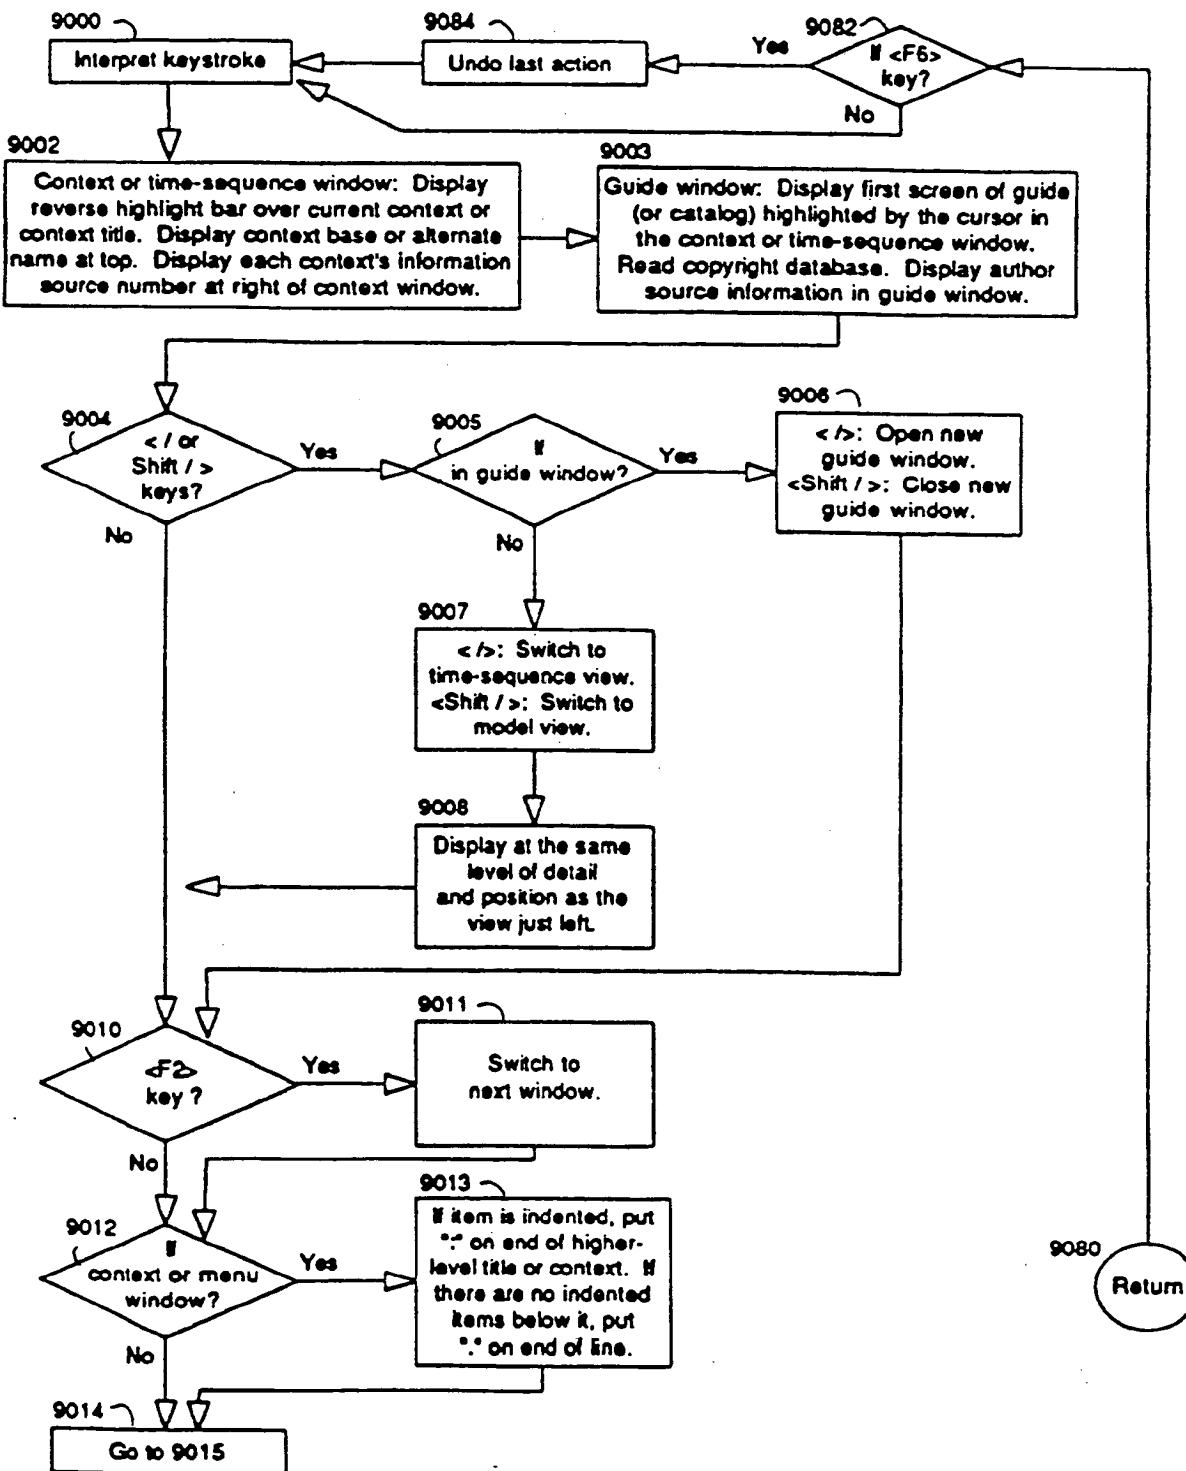 9000
Interpret keystroke
9084
Undo last action
Yes
9082
If <F6>
key?
No
9002
Context or time-sequence window: Display
reverse highlight bar over current context or
context title. Display context base or alternate
name at top. Display each context's information
source number at right of context window.
9003
Guide window: Display first screen of guide
(or catalog) highlighted by the cursor in
the context or time-sequence window.
Read copyright database. Display author
source information in guide window.
9004
< / or
Shift / >
keys?
Yes
No
9005
If
in guide window?
Yes
No
9006
< />: Open new
guide window.
<Shift / >: Close new
guide window.
9007
< />: Switch to
time-sequence view.
<Shift / >: Switch to
model view.
9008
Display at the same
level of detail
and position as the
view just left.
9010
<F2>
key ?
Yes
No
9011
Switch to
next window.
9012
If
context or menu
window?
Yes
No
9013
If item is indented, put
":" on end of higher-
level title or context. If
there are no indented
items below it, put
"." on end of line.
9014
Go to 9015
9080
Return